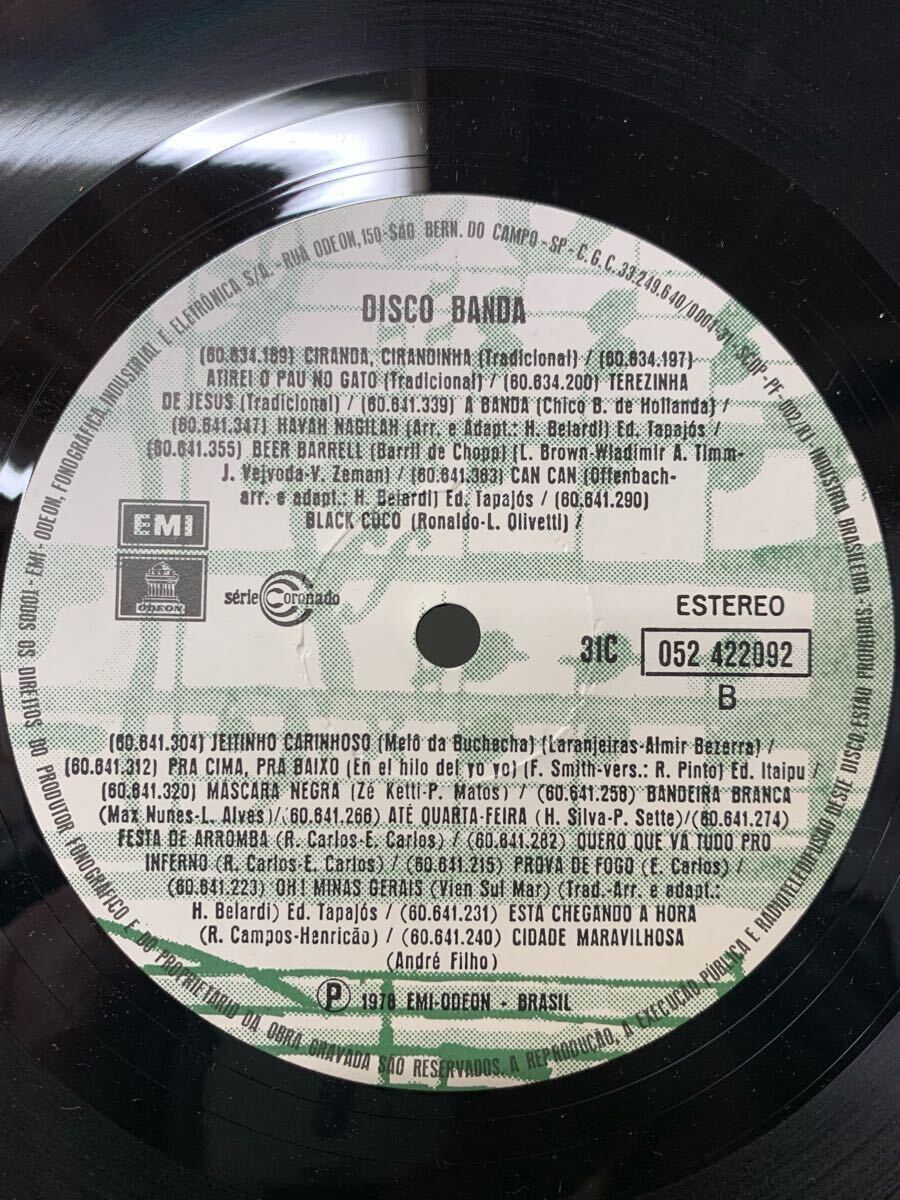 TODOS OS DIREITOS DO PRODUTOR FONOGRÁFICO E DO PROPRIETÁRIO DA OBRA GRAVADA SÃO RESERVADOS. A REPRODUÇÃO, A EXECUÇÃO PÚBLICA E RADIOTELEDIFUSÃO DESTE DISCO ESTÃO PROIBIDAS.
EMI-ODEON, FONOGRÁFICA, INDUSTRIAL E ELETRÔNICA S/A. - RUA ODEON, 150 - SÃO BERN. DO CAMPO - SP - C.G.C. 33.249.640/0004-31 - SCDP-PF-002/RJ - INDÚSTRIA BRASILEIRA
DISCO BANDA
(60.634.189) CIRANDA, CIRANDINHA (Tradicional) / (60.634.197)
ATIREI O PAU NO GATO (Tradicional) / (60.634.200) TEREZINHA
DE JESUS (Tradicional) / (60.641.339) A BANDA (Chico B. de Hollanda) /
(60.641.347) HAVAH NAGILAH (Arr. e Adapt.: H. Belardi) Ed. Tapajós /
(60.641.355) BEER BARRELL (Barril de Chopp) (L. Brown-Wladimir A. Timm-
J. Vejvoda-V. Zeman) / (60.641.363) CAN CAN (Offenbach-
arr. e adapt.: H. Belardi) Ed. Tapajós / (60.641.290)
BLACK COCO (Ronaldo-L. Olivetti) /
EMI
ODEON
série Coronado
ESTEREO
31C 052 422092
B
(60.641.304) JEITINHO CARINHOSO (Melô da Buchecha) (Laranjeiras-Almir Bezerra) /
(60.641.312) PRA CIMA, PRA BAIXO (En el hilo del yo yo) (F. Smith-vers.: R. Pinto) Ed. Itaipu /
(60.641.320) MÁSCARA NEGRA (Zé Ketti-P. Matos) / (60.641.258) BANDEIRA BRANCA
(Max Nunes-L. Alves)/(60.641.266) ATÉ QUARTA-FEIRA (H. Silva-P. Sette)/(60.641.274)
FESTA DE ARROMBA (R. Carlos-E. Carlos) / (60.641.282) QUERO QUE VÁ TUDO PRO
INFERNO (R. Carlos-E. Carlos) / (60.641.215) PROVA DE FOGO (E. Carlos) /
(60.641.223) OH! MINAS GERAIS (Vien Sul Mar) (Trad.-Arr. e adapt.:
H. Belardi) Ed. Tapajós / (60.641.231) ESTÁ CHEGANDO A HORA
(R. Campos-Henricão) / (60.641.240) CIDADE MARAVILHOSA
(André Filho)
Ⓟ 1978 EMI-ODEON - BRASIL